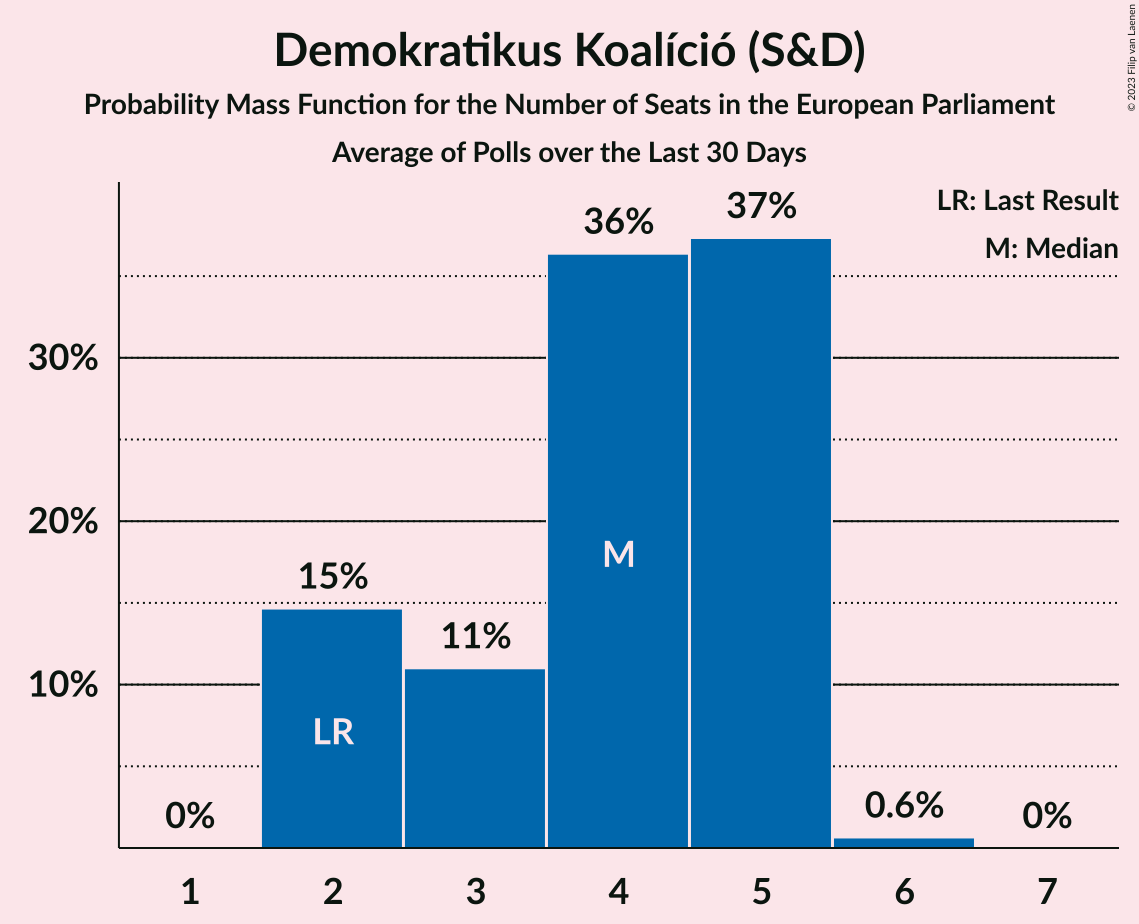 Demokratikus Koalíció (S&D)
Probability Mass Function for the Number of Seats in the European Parliament
Average of Polls over the Last 30 Days
© 2023 Filip van Laenen
LR: Last Result
M: Median
37%
36%
30%
20%
M
15%
11%
10%
LR
0%
0.6%
0%
1 2 3 4 5 6 7